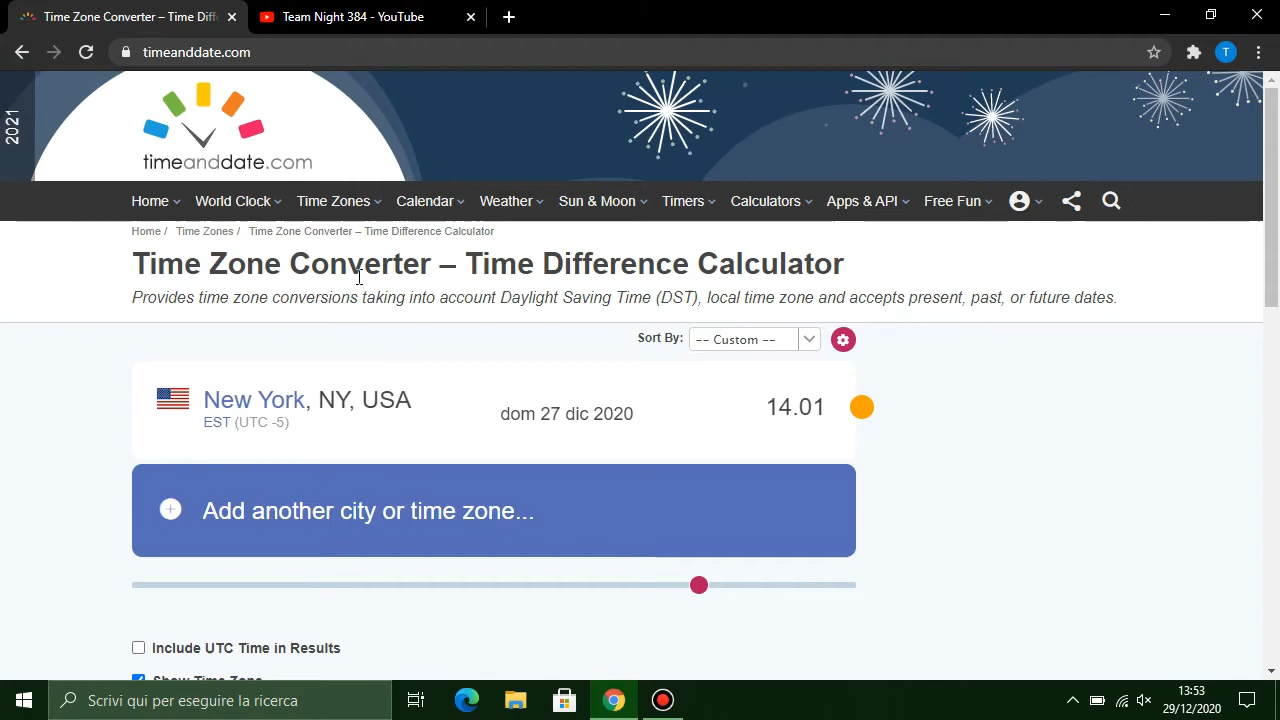 Time Zone Converter – Time Diff
Team Night 384 - YouTube
timeanddate.com
T
2021
timeanddate.com
Home
World Clock
Time Zones
Calendar
Weather
Sun & Moon
Timers
Calculators
Apps & API
Free Fun
Home / Time Zones / Time Zone Converter – Time Difference Calculator
Time Zone Converter – Time Difference Calculator
Provides time zone conversions taking into account Daylight Saving Time (DST), local time zone and accepts present, past, or future dates.
Sort By: -- Custom --
New York, NY, USA
EST (UTC -5)
dom 27 dic 2020
14.01
Add another city or time zone...
Include UTC Time in Results
Show Time Zone
Scrivi qui per eseguire la ricerca
13:53
29/12/2020